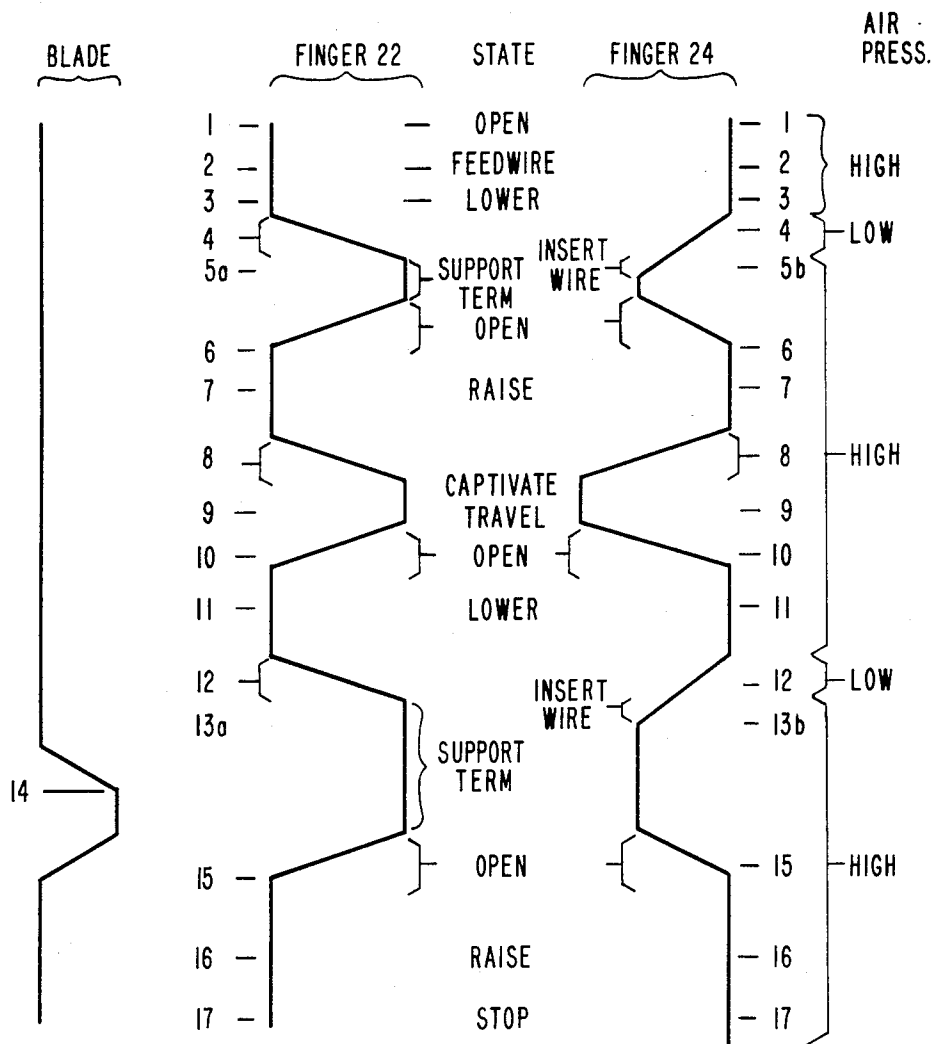 AIR
BLADE FINGER 22 STATE FINGER 24 PRESS.
1 OPEN 1
2 FEEDWIRE 2 HIGH
3 LOWER 3
4 4 LOW
5a SUPPORT TERM INSERT WIRE 5b
OPEN
6 6
7 RAISE 7
8 8 HIGH
CAPTIVATE
9 TRAVEL 9
10 OPEN 10
11 LOWER 11
12 12 LOW
INSERT
13a WIRE 13b
SUPPORT
14 TERM
15 OPEN 15 HIGH
16 RAISE 16
17 STOP 17